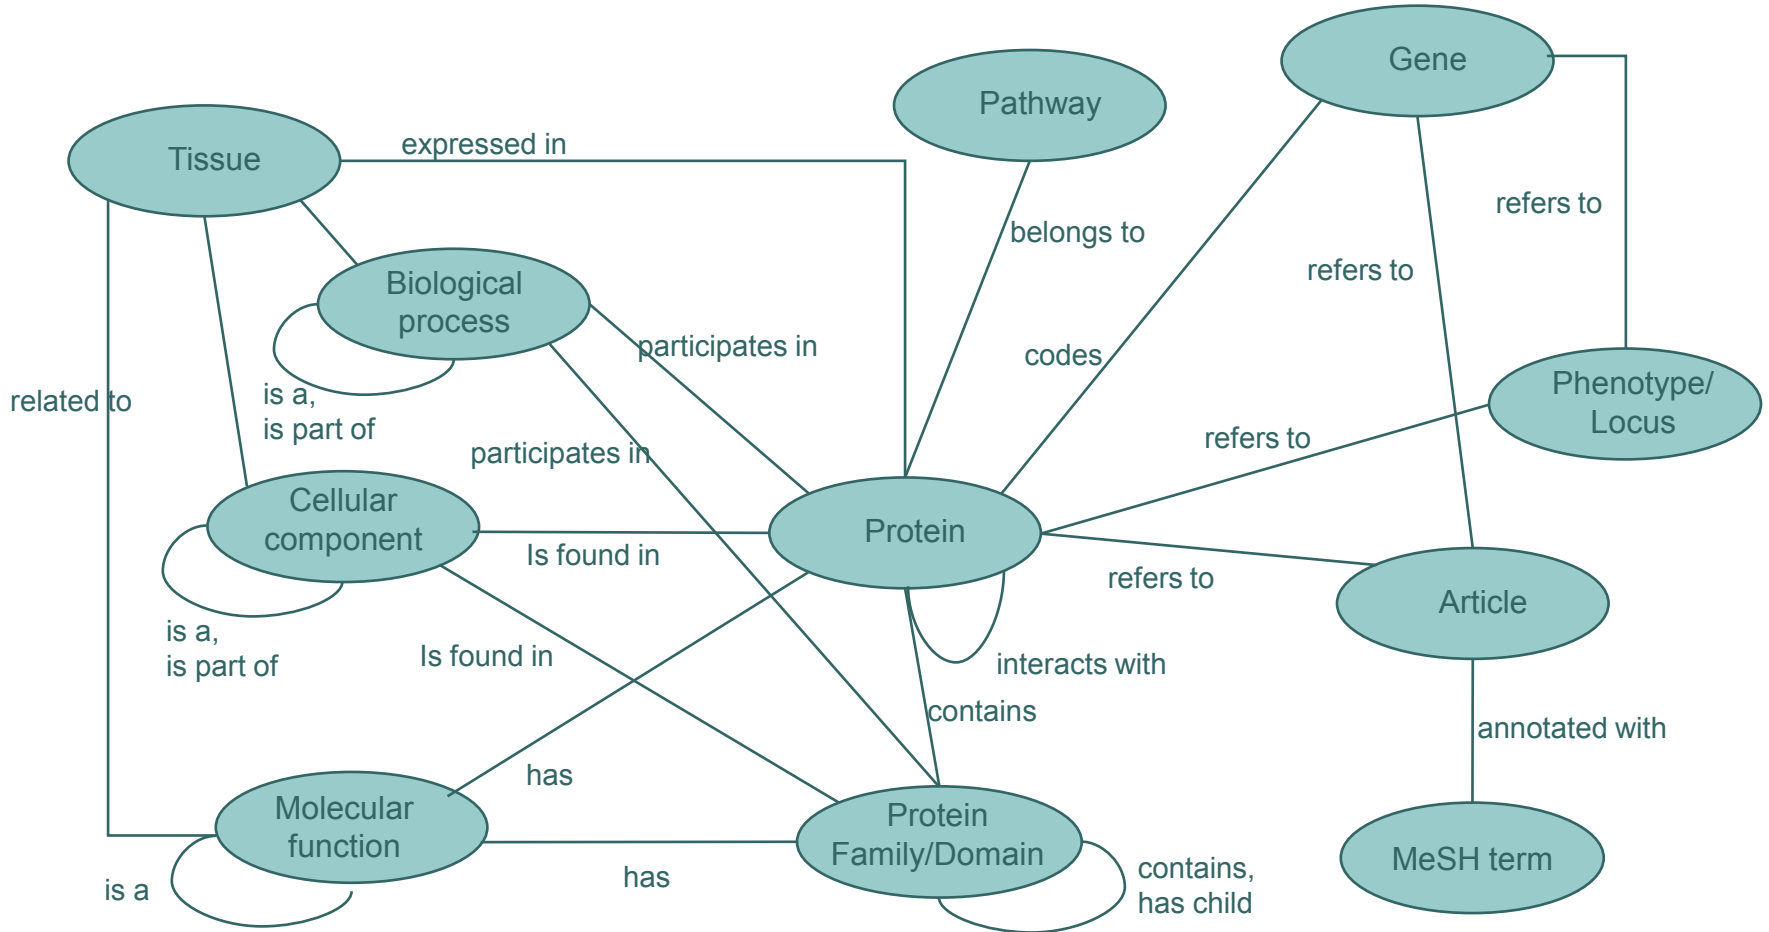 Gene
Pathway
Tissue
expressed in
refers to
belongs to
refers to
Biological
process
participates in
codes
Phenotype/
Locus
related to
is a,
is part of
refers to
participates in
Cellular
component
Protein
Is found in
refers to
Article
is a,
is part of
Is found in
interacts with
contains
annotated with
has
Molecular
function
Protein
Family/Domain
MeSH term
contains,
has child
has
is a